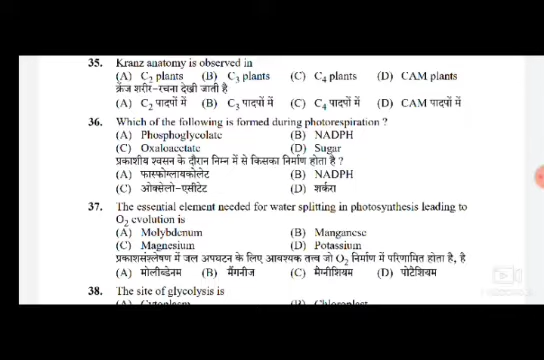 35. Kranz anatomy is observed in
(A) C2 plants (B) C3 plants (C) C4 plants (D) CAM plants
क्रैंज शरीर-रचना देखी जाती है
(A) C2 पादपों में (B) C3 पादपों में (C) C4 पादपों में (D) CAM पादपों में
36. Which of the following is formed during photorespiration ?
(A) Phosphoglycolate (B) NADPH
(C) Oxaloacetate (D) Sugar
प्रकाशीय श्वसन के दौरान निम्न में से किसका निर्माण होता है ?
(A) फास्फोग्लायकोलेट (B) NADPH
(C) ओक्सेलो-एसीटेट (D) शर्करा
37. The essential element needed for water splitting in photosynthesis leading to
O2 evolution is
(A) Molybdenum (B) Manganese
(C) Magnesium (D) Potassium
प्रकाशसंश्लेषण में जल अपघटन के लिए आवश्यक तत्त्व जो O2 निर्माण में परिणामित होता है, है
(A) मोलीब्डेनम (B) मैंगनीज (C) मैग्नीशियम (D) पोटैशियम
38. The site of glycolysis is
(A) Cytoplasm (B) Chloroplast